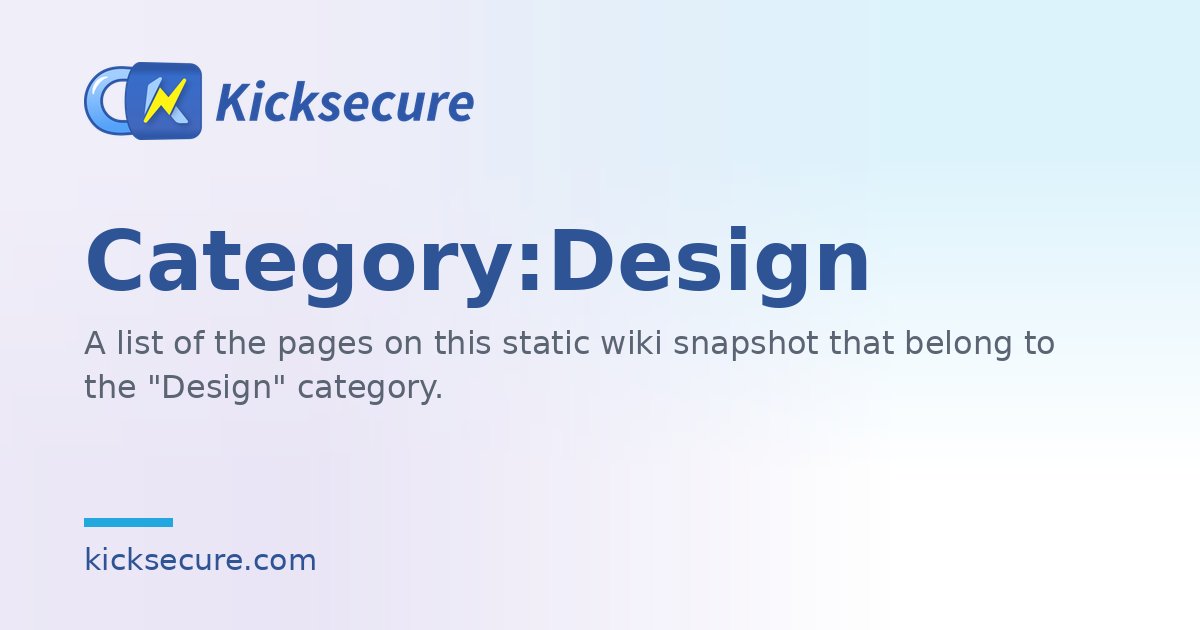 Kicksecure
Category:Design
A list of the pages on this static wiki snapshot that belong to
the "Design" category.
kicksecure.com